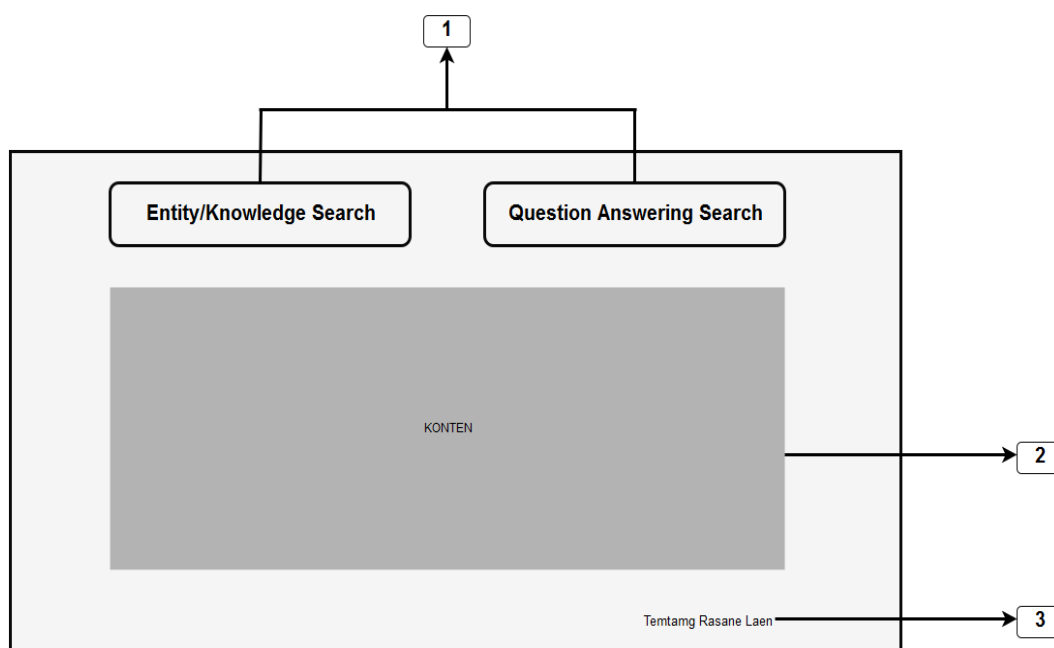 1
Entity/Knowledge Search
Question Answering Search
KONTEN
2
Temtamg Rasane Laen
3